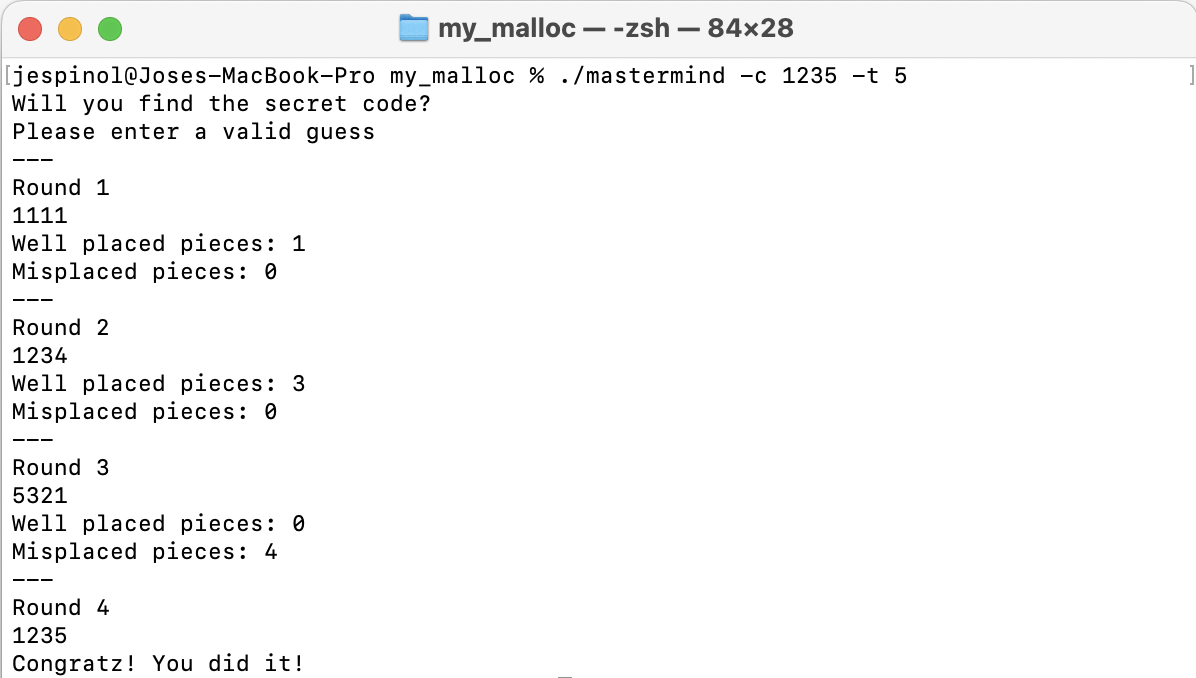 my_malloc — -zsh — 84×28
[jespinol@Joses-MacBook-Pro my_malloc % ./mastermind -c 1235 -t 5 ]
Will you find the secret code?
Please enter a valid guess
---
Round 1
1111
Well placed pieces: 1
Misplaced pieces: 0
---
Round 2
1234
Well placed pieces: 3
Misplaced pieces: 0
---
Round 3
5321
Well placed pieces: 0
Misplaced pieces: 4
---
Round 4
1235
Congratz! You did it!